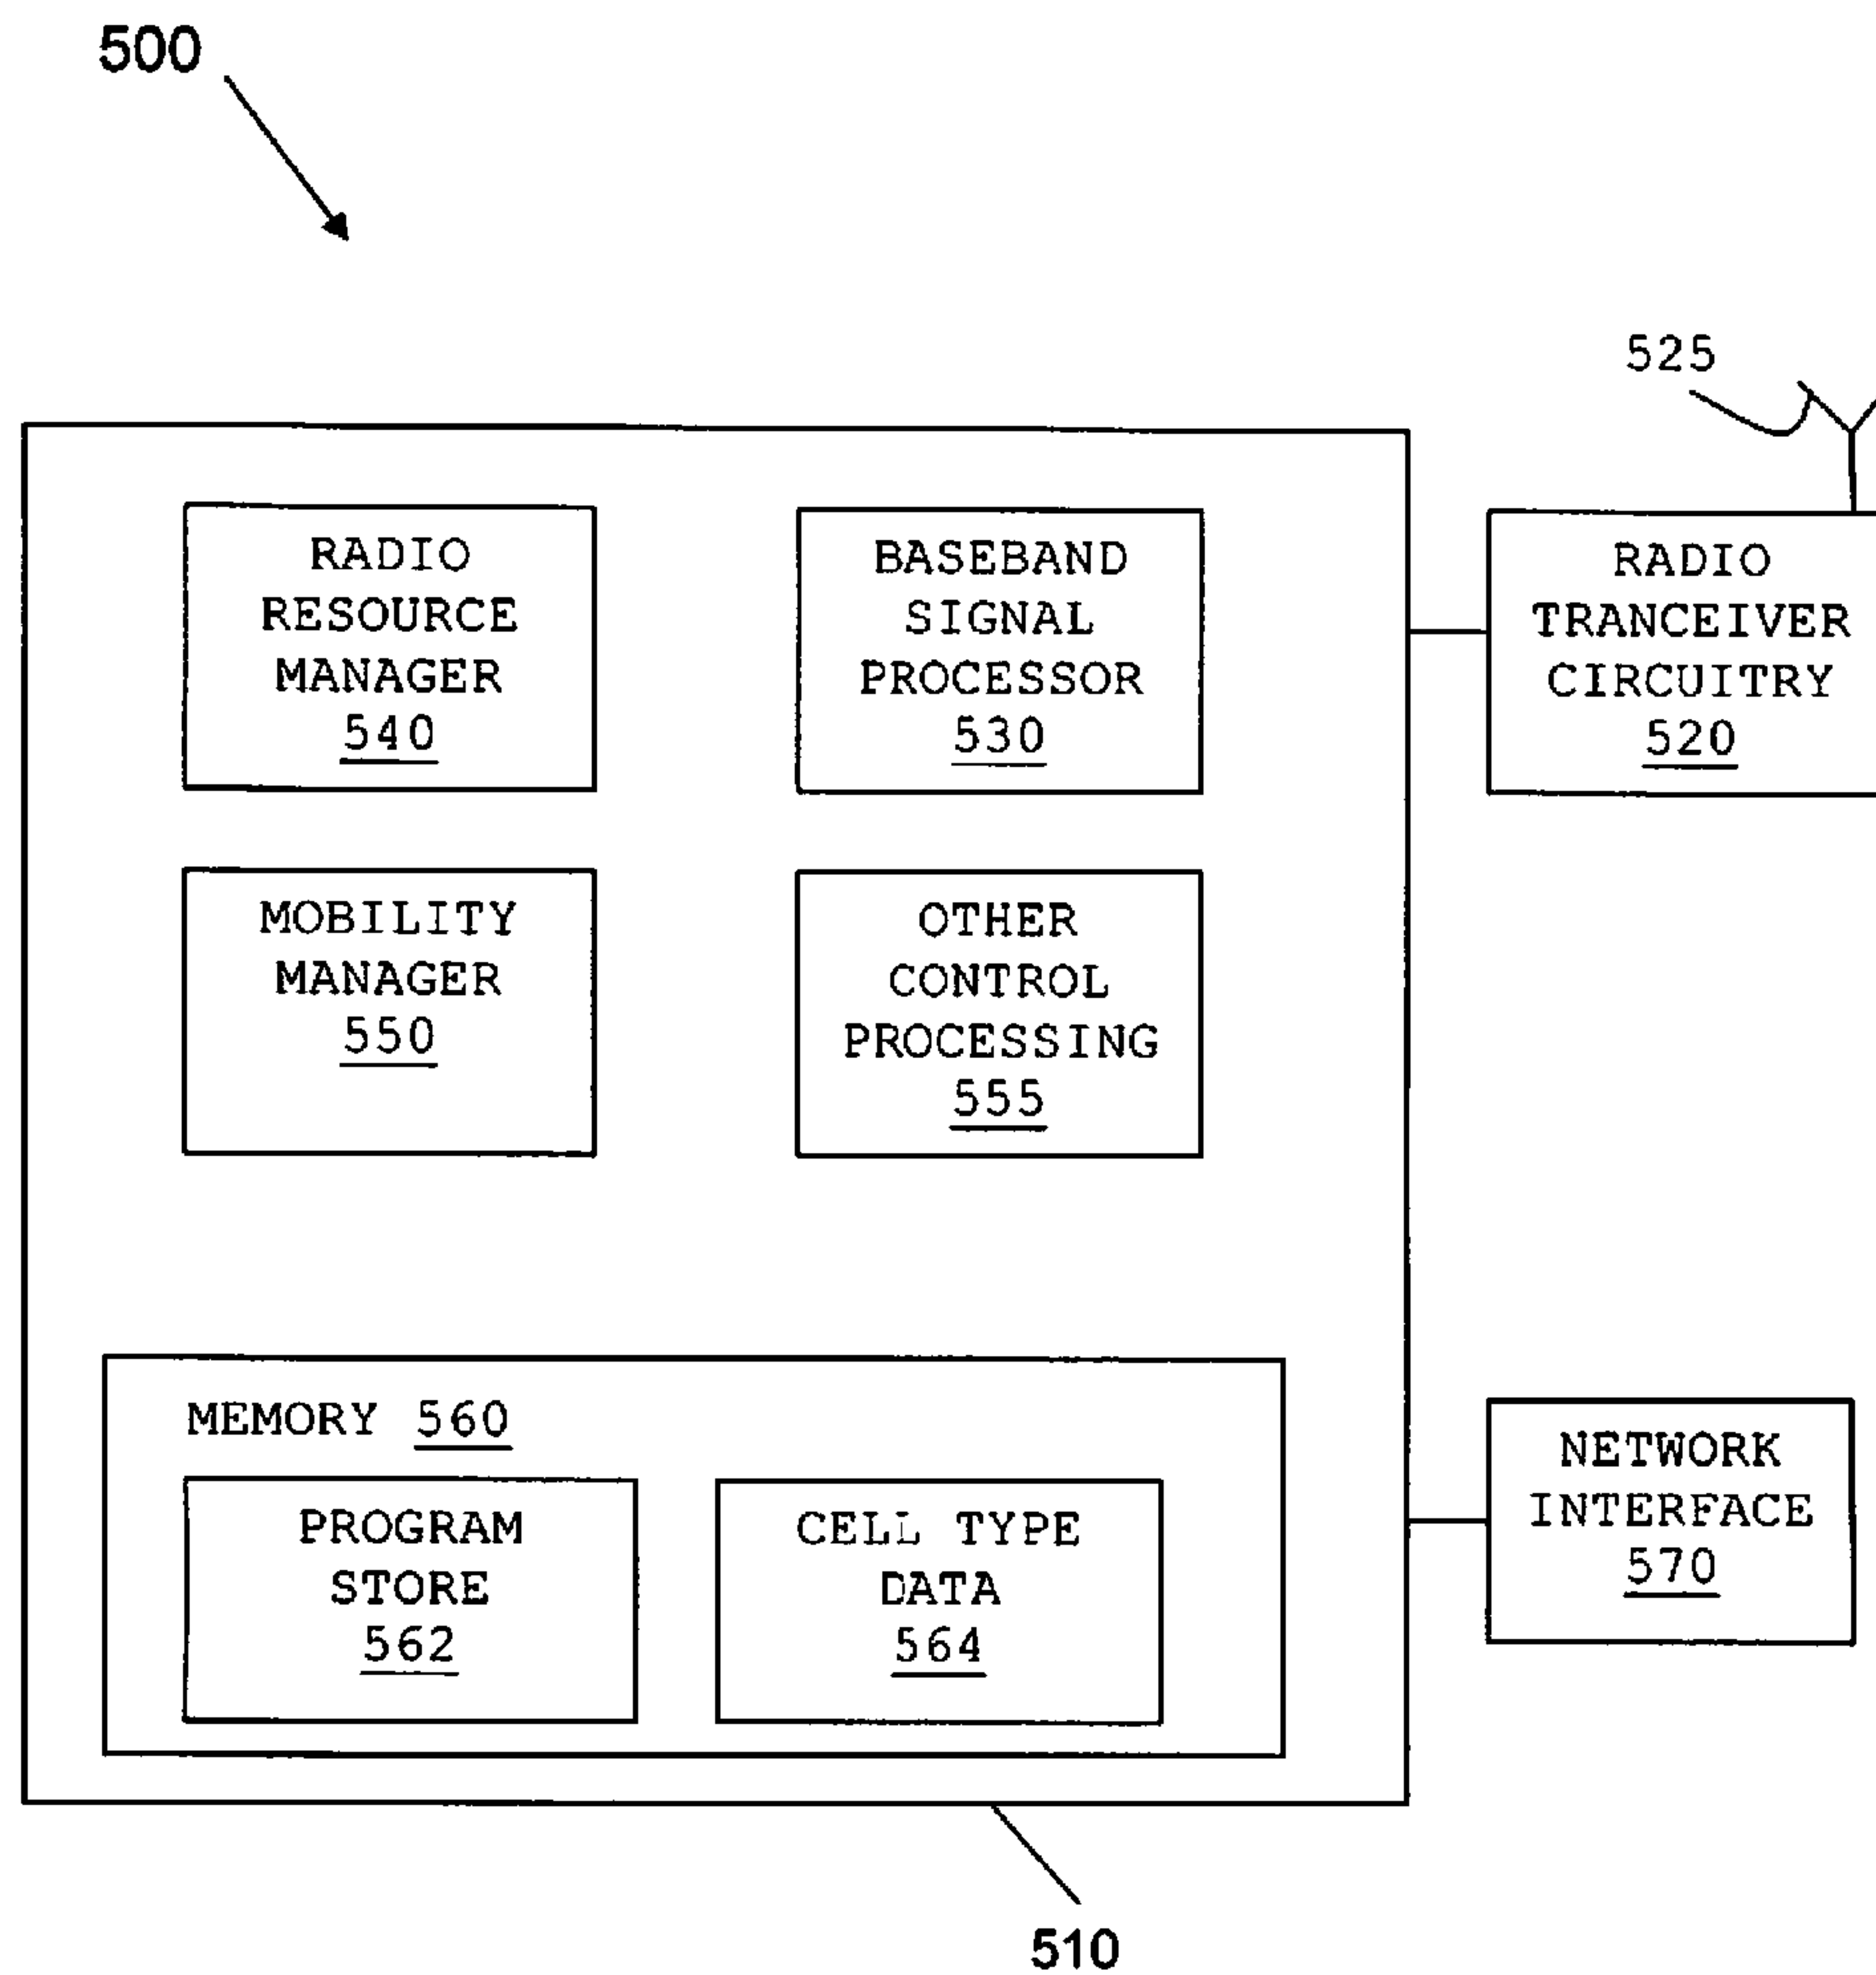 500
525
RADIO
RESOURCE
MANAGER
540
BASEBAND
SIGNAL
PROCESSOR
530
RADIO
TRANCEIVER
CIRCUITRY
520
MOBILITY
MANAGER
550
OTHER
CONTROL
PROCESSING
555
MEMORY 560
PROGRAM
STORE
562
CELL TYPE
DATA
564
NETWORK
INTERFACE
570
510